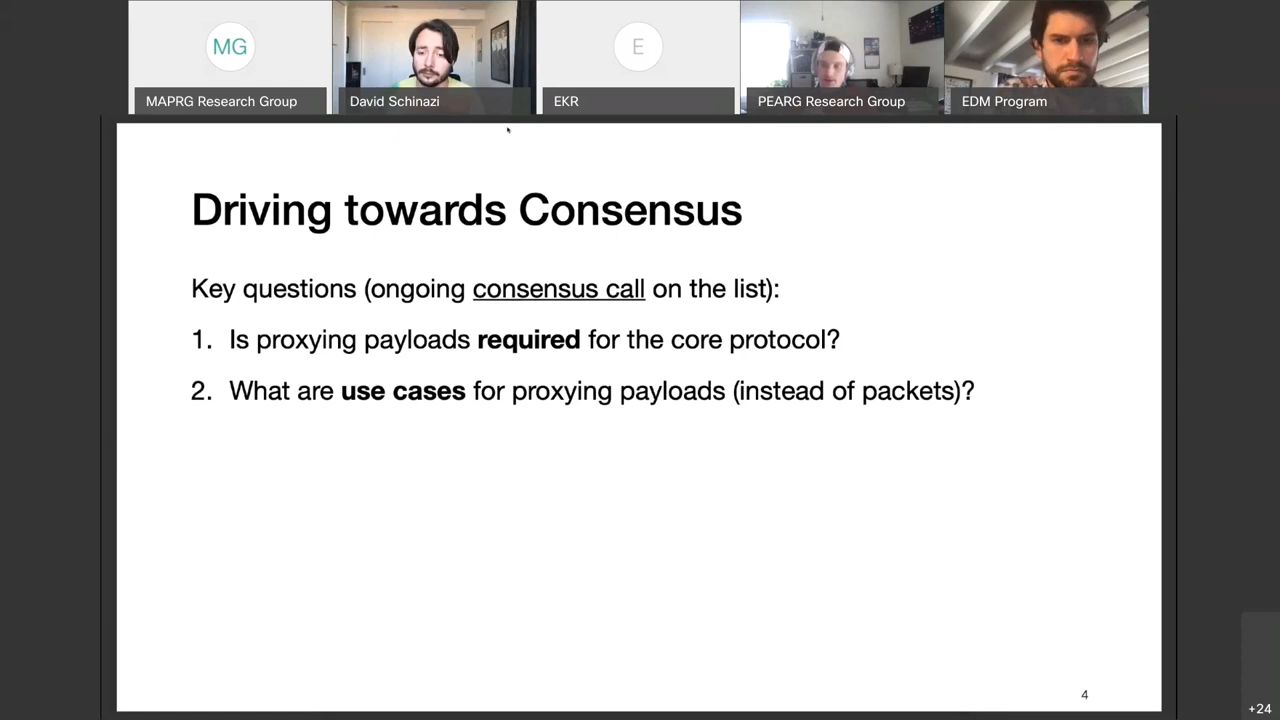 MG
E
MAPRG Research Group
David Schinazi
EKR
PEARG Research Group
EDM Program
Driving towards Consensus
Key questions (ongoing consensus call on the list):
1. Is proxying payloads required for the core protocol?
2. What are use cases for proxying payloads (instead of packets)?
4
+24